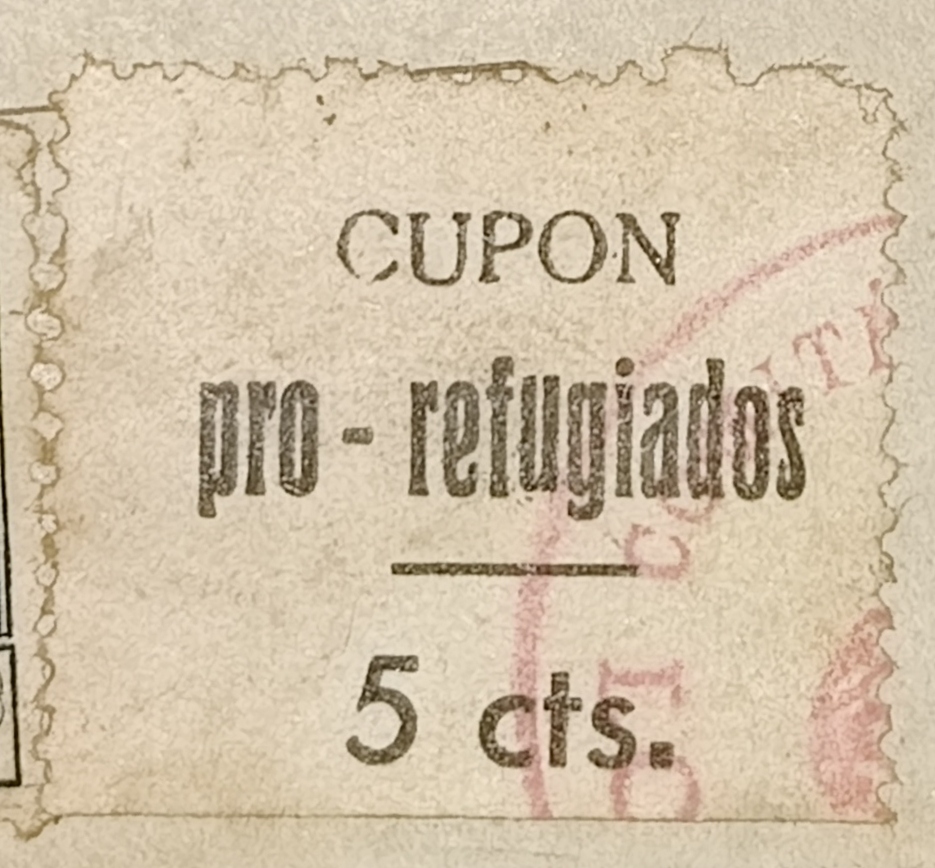 CUPON
pro - refugiados
5 cts.